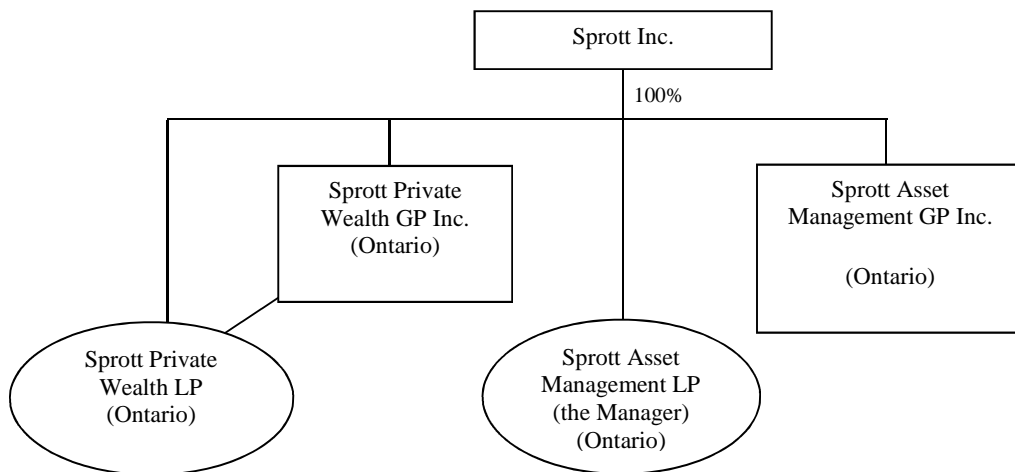 Sprott Inc.
100%
Sprott Private
Wealth GP Inc.
(Ontario)
Sprott Asset
Management GP Inc.
(Ontario)
Sprott Private
Wealth LP
(Ontario)
Sprott Asset
Management LP
(the Manager)
(Ontario)